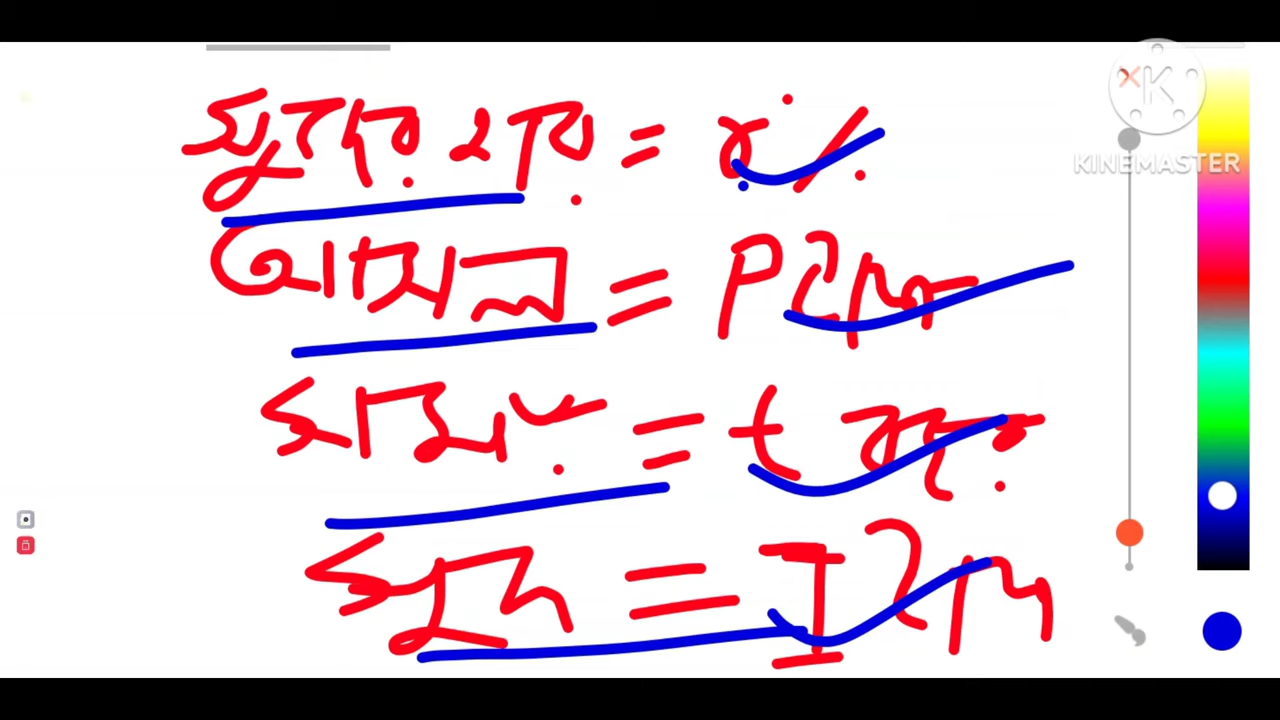 সুদের হার = r %
আসল = P টাকা
সময় = t বছর
সুদ = I টাকা
KINEMASTER